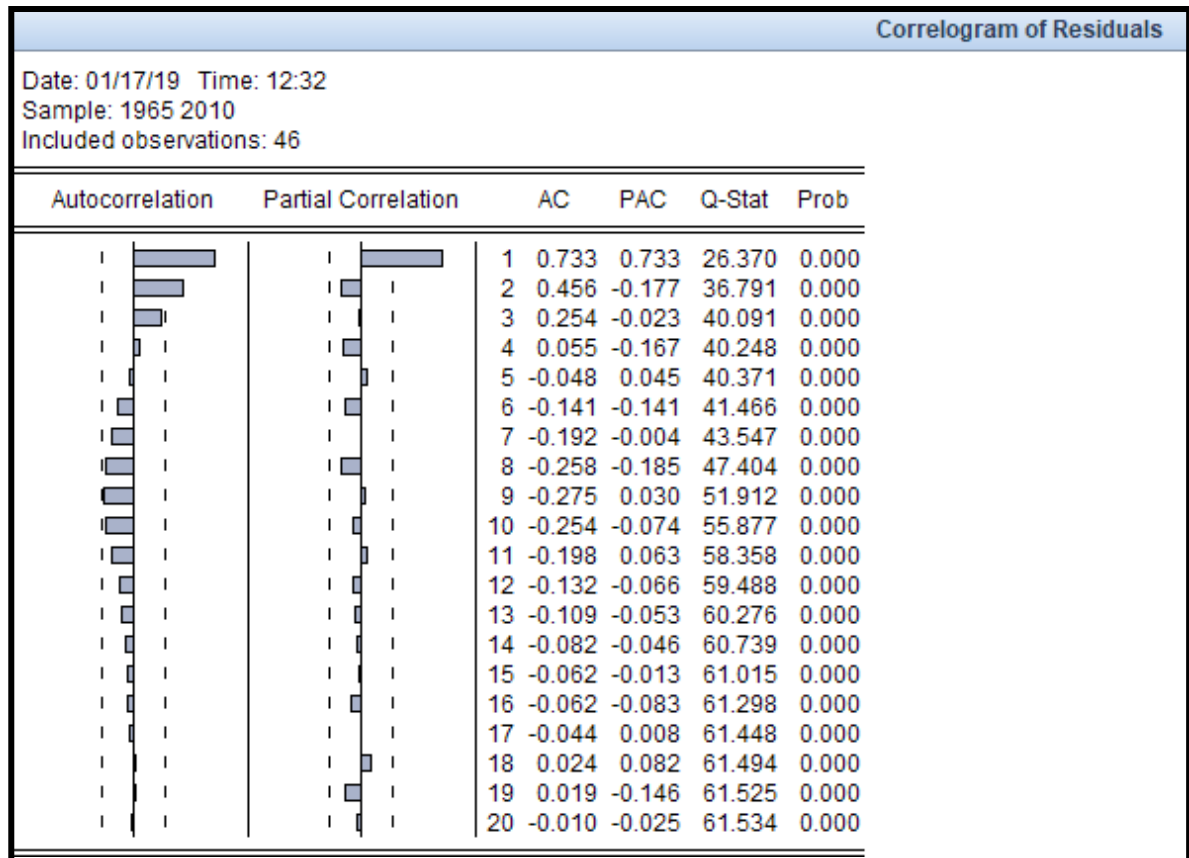 Correlogram of Residuals
Date: 01/17/19 Time: 12:32
Sample: 1965 2010
Included observations: 46
Autocorrelation Partial Correlation AC PAC Q-Stat Prob
1 0.733 0.733 26.370 0.000
2 0.456 -0.177 36.791 0.000
3 0.254 -0.023 40.091 0.000
4 0.055 -0.167 40.248 0.000
5 -0.048 0.045 40.371 0.000
6 -0.141 -0.141 41.466 0.000
7 -0.192 -0.004 43.547 0.000
8 -0.258 -0.185 47.404 0.000
9 -0.275 0.030 51.912 0.000
10 -0.254 -0.074 55.877 0.000
11 -0.198 0.063 58.358 0.000
12 -0.132 -0.066 59.488 0.000
13 -0.109 -0.053 60.276 0.000
14 -0.082 -0.046 60.739 0.000
15 -0.062 -0.013 61.015 0.000
16 -0.062 -0.083 61.298 0.000
17 -0.044 0.008 61.448 0.000
18 0.024 0.082 61.494 0.000
19 0.019 -0.146 61.525 0.000
20 -0.010 -0.025 61.534 0.000